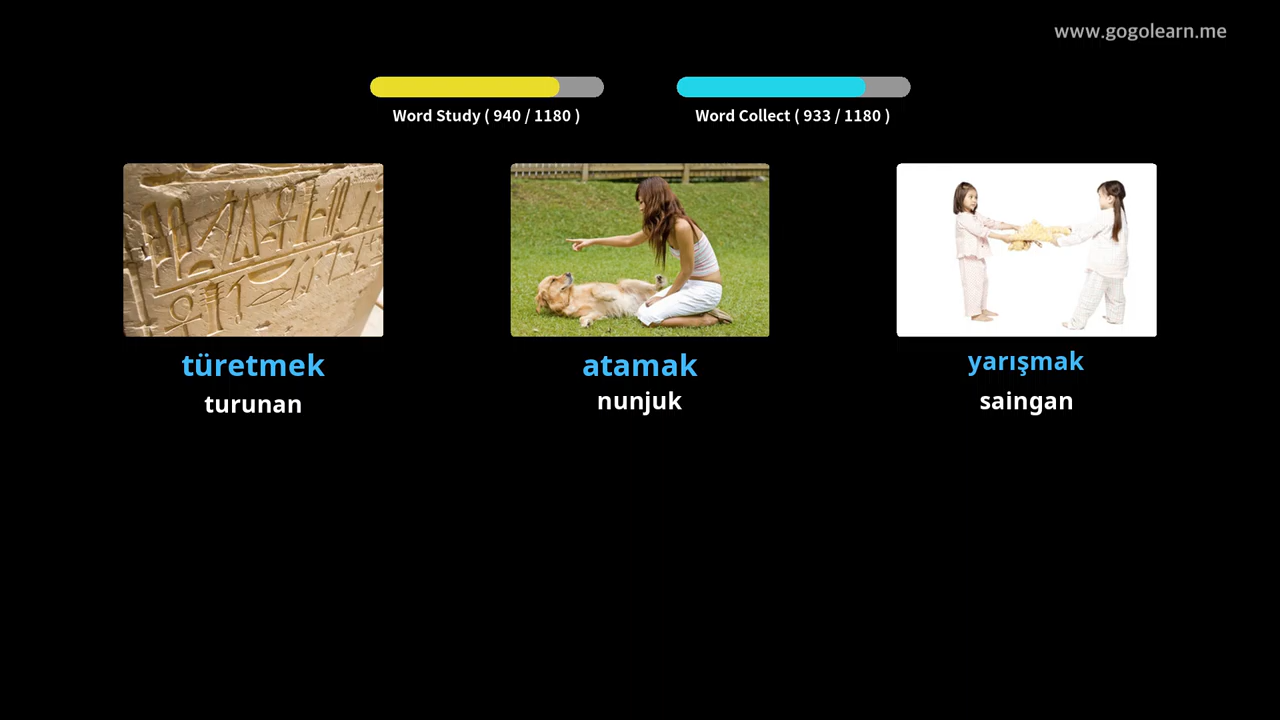 www.gogolearn.me
Word Study ( 940 / 1180 )
Word Collect ( 933 / 1180 )
türetmek
turunan
atamak
nunjuk
yarışmak
saingan